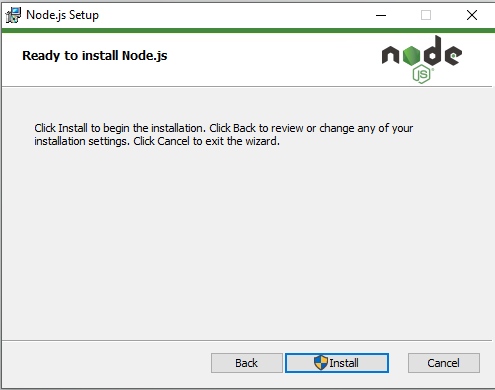 Node.js Setup
Ready to install Node.js
node
JS
Click Install to begin the installation. Click Back to review or change any of your
installation settings. Click Cancel to exit the wizard.
Back
Install
Cancel